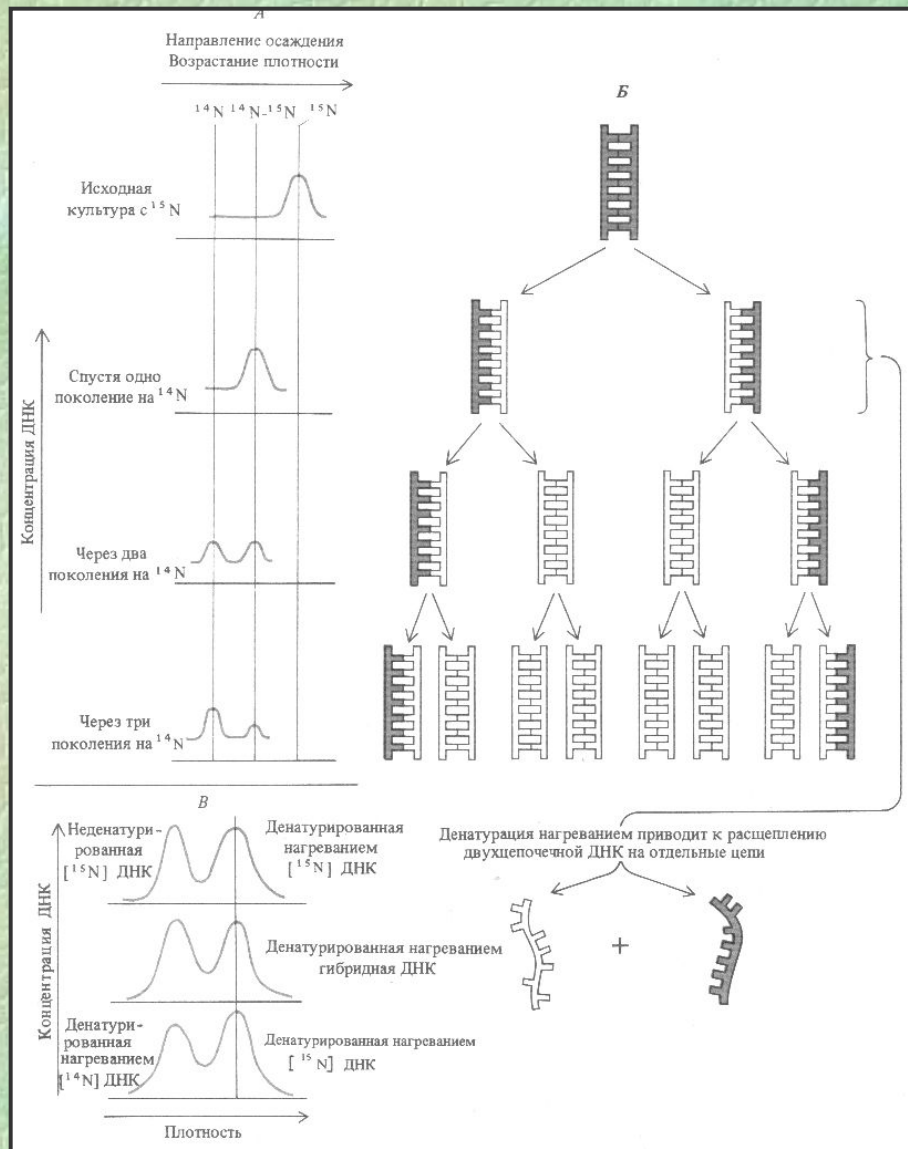 А
Направление осаждения
Возрастание плотности
¹⁴N ¹⁴N-¹⁵N ¹⁵N
Исходная
культура с ¹⁵N
Спустя одно
поколение на ¹⁴N
Через два
поколения на ¹⁴N
Через три
поколения на ¹⁴N
Концентрация ДНК
Б
В
Неденатури-
рованная
[¹⁵N] ДНК
Денатурированная
нагреванием
[¹⁵N] ДНК
Денатурированная нагреванием
гибридная ДНК
Денатури-
рованная
нагреванием
[¹⁴N] ДНК
Денатурированная нагреванием
[ ¹⁵N] ДНК
Концентрация ДНК
Плотность
Денатурация нагреванием приводит к расщеплению
двухцепочечной ДНК на отдельные цепи
+